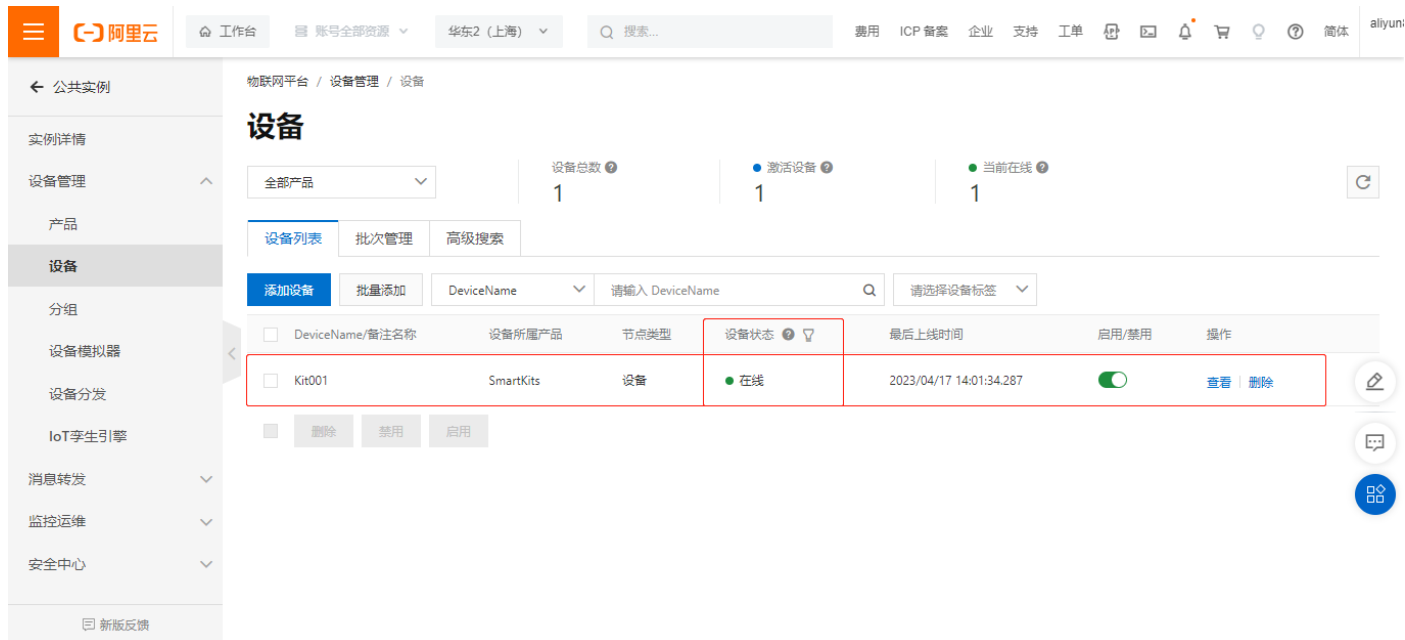 阿里云 工作台 账号全部资源 华东2（上海） 搜索... 费用 ICP 备案 企业 支持 工单 简体 aliyun
公共实例
实例详情
设备管理
产品
设备
分组
设备模拟器
设备分发
IoT孪生引擎
消息转发
监控运维
安全中心
新版反馈
物联网平台 / 设备管理 / 设备
设备
全部产品
设备总数
1
激活设备
1
当前在线
1
设备列表 批次管理 高级搜索
添加设备 批量添加 DeviceName 请输入 DeviceName 请选择设备标签
DeviceName/备注名称 设备所属产品 节点类型 设备状态 最后上线时间 启用/禁用 操作
Kit001 SmartKits 设备 在线 2023/04/17 14:01:34.287 查看 删除
删除 禁用 启用